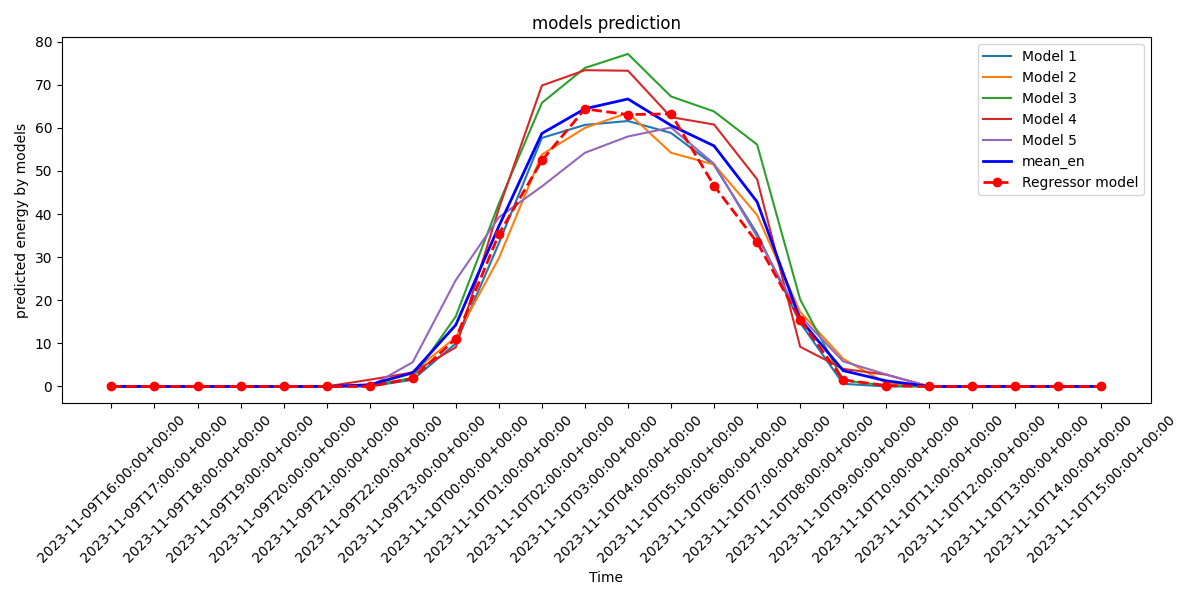 models prediction
predicted energy by models
80
70
60
50
40
30
20
10
0
Model 1
Model 2
Model 3
Model 4
Model 5
mean_en
Regressor model
2023-11-09T16:00:00+00:00
2023-11-09T17:00:00+00:00
2023-11-09T18:00:00+00:00
2023-11-09T19:00:00+00:00
2023-11-09T20:00:00+00:00
2023-11-09T21:00:00+00:00
2023-11-09T22:00:00+00:00
2023-11-09T23:00:00+00:00
2023-11-10T00:00:00+00:00
2023-11-10T01:00:00+00:00
2023-11-10T02:00:00+00:00
2023-11-10T03:00:00+00:00
2023-11-10T04:00:00+00:00
2023-11-10T05:00:00+00:00
2023-11-10T06:00:00+00:00
2023-11-10T07:00:00+00:00
2023-11-10T08:00:00+00:00
2023-11-10T09:00:00+00:00
2023-11-10T10:00:00+00:00
2023-11-10T11:00:00+00:00
2023-11-10T12:00:00+00:00
2023-11-10T13:00:00+00:00
2023-11-10T14:00:00+00:00
2023-11-10T15:00:00+00:00
Time